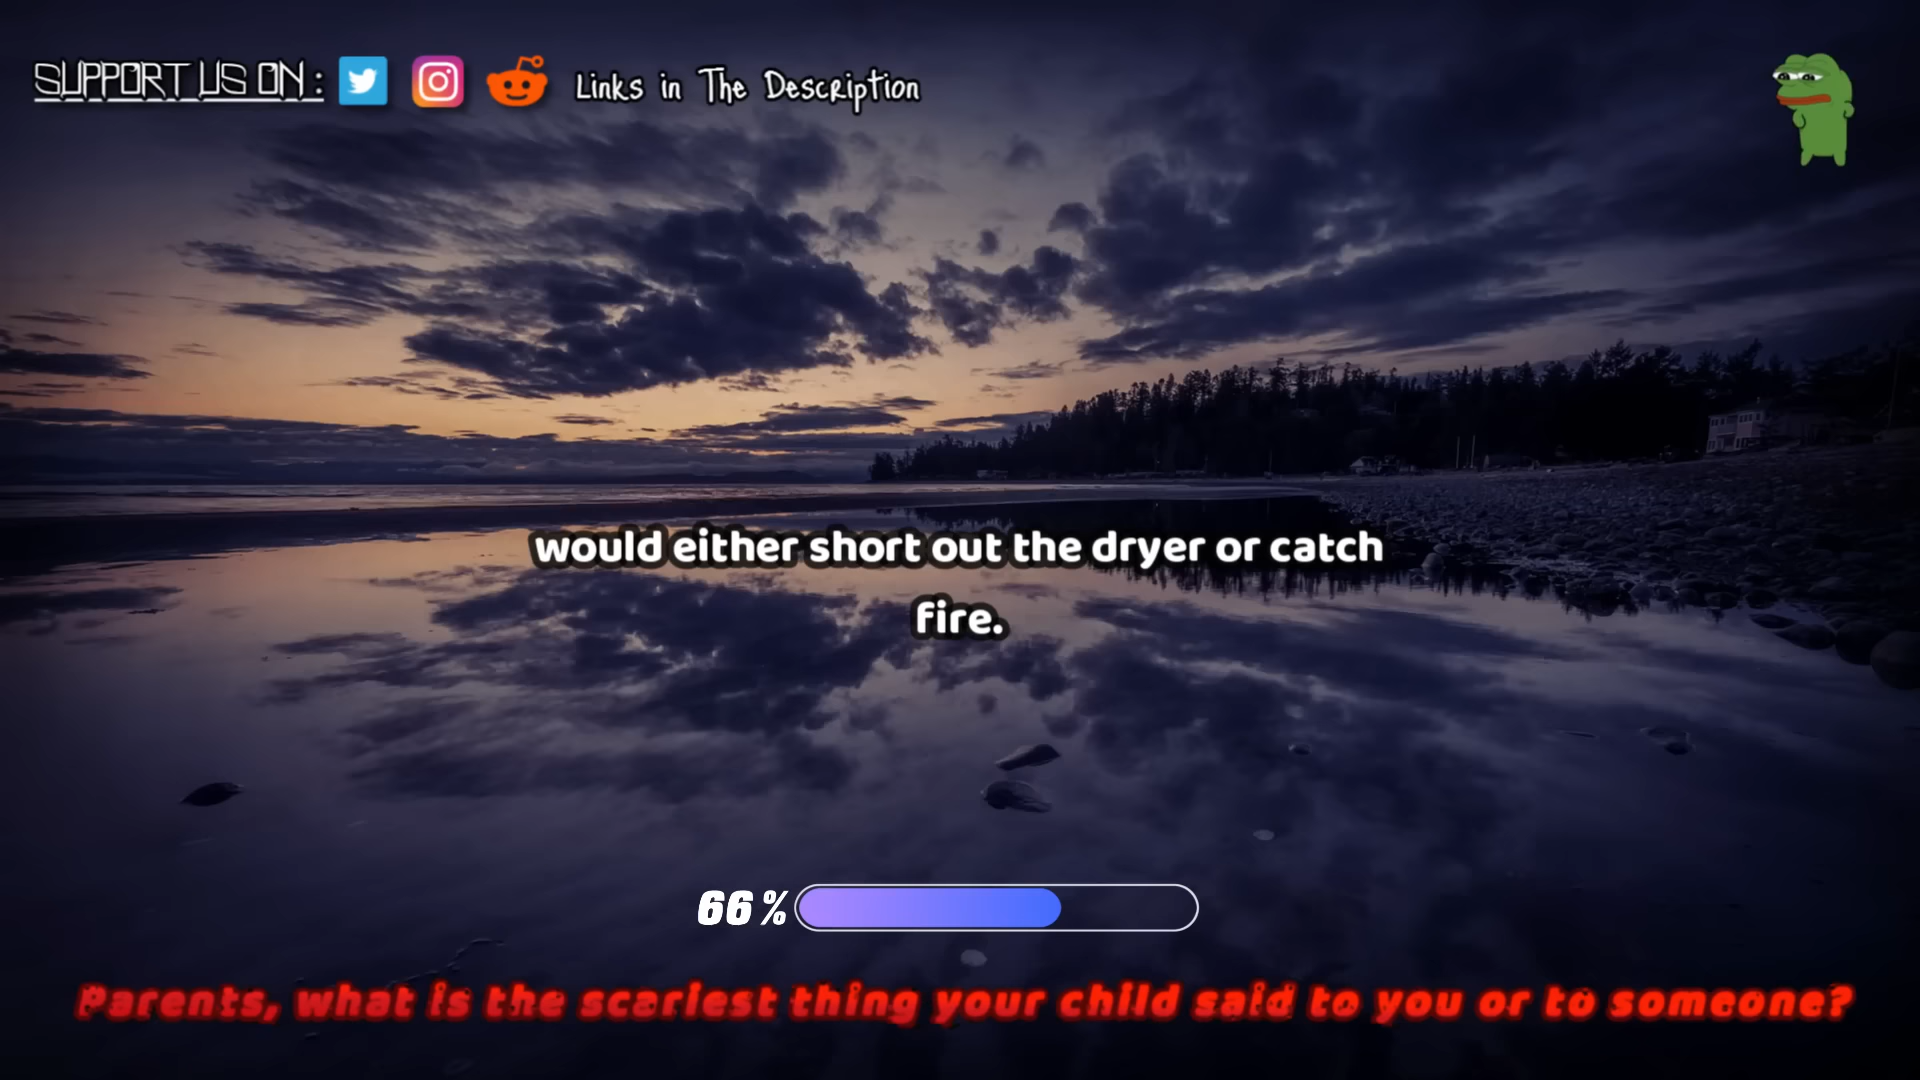 SUPPORT US ON :
Links in The Description
would either short out the dryer or catch
fire.
66%
Parents, what is the scariest thing your child said to you or to someone?